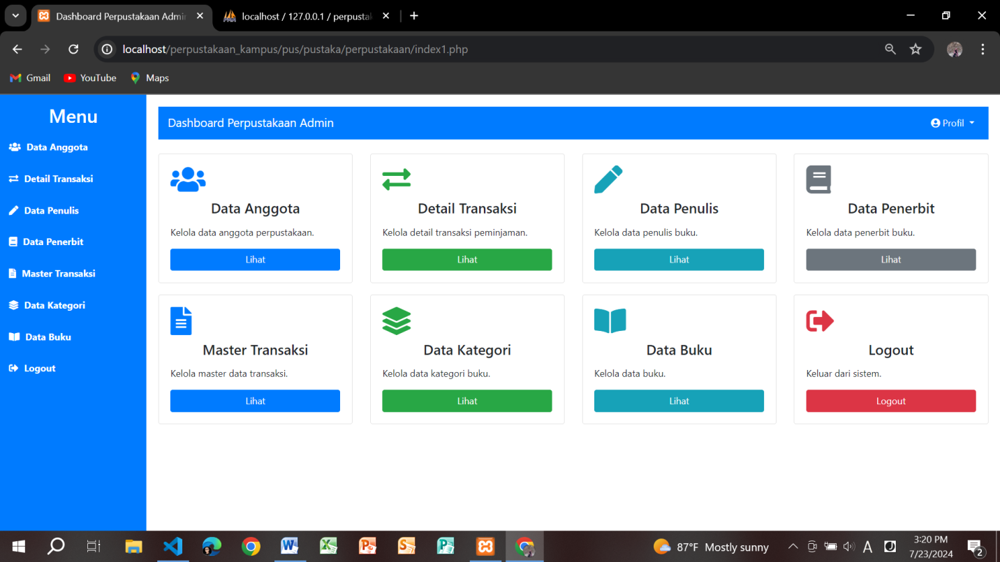 Dashboard Perpustakaan Admi
localhost / 127.0.0.1 / perpusta
localhost/perpustakaan_kampus/pus/pustaka/perpustakaan/index1.php
Gmail
YouTube
Maps
Menu
Data Anggota
Detail Transaksi
Data Penulis
Data Penerbit
Master Transaksi
Data Kategori
Data Buku
Logout
Dashboard Perpustakaan Admin
Profil
Data Anggota
Kelola data anggota perpustakaan.
Lihat
Detail Transaksi
Kelola detail transaksi peminjaman.
Lihat
Data Penulis
Kelola data penulis buku.
Lihat
Data Penerbit
Kelola data penerbit buku.
Lihat
Master Transaksi
Kelola master data transaksi.
Lihat
Data Kategori
Kelola data kategori buku.
Lihat
Data Buku
Kelola data buku.
Lihat
Logout
Keluar dari sistem.
Logout
87°F Mostly sunny
A
3:20 PM
7/23/2024
2